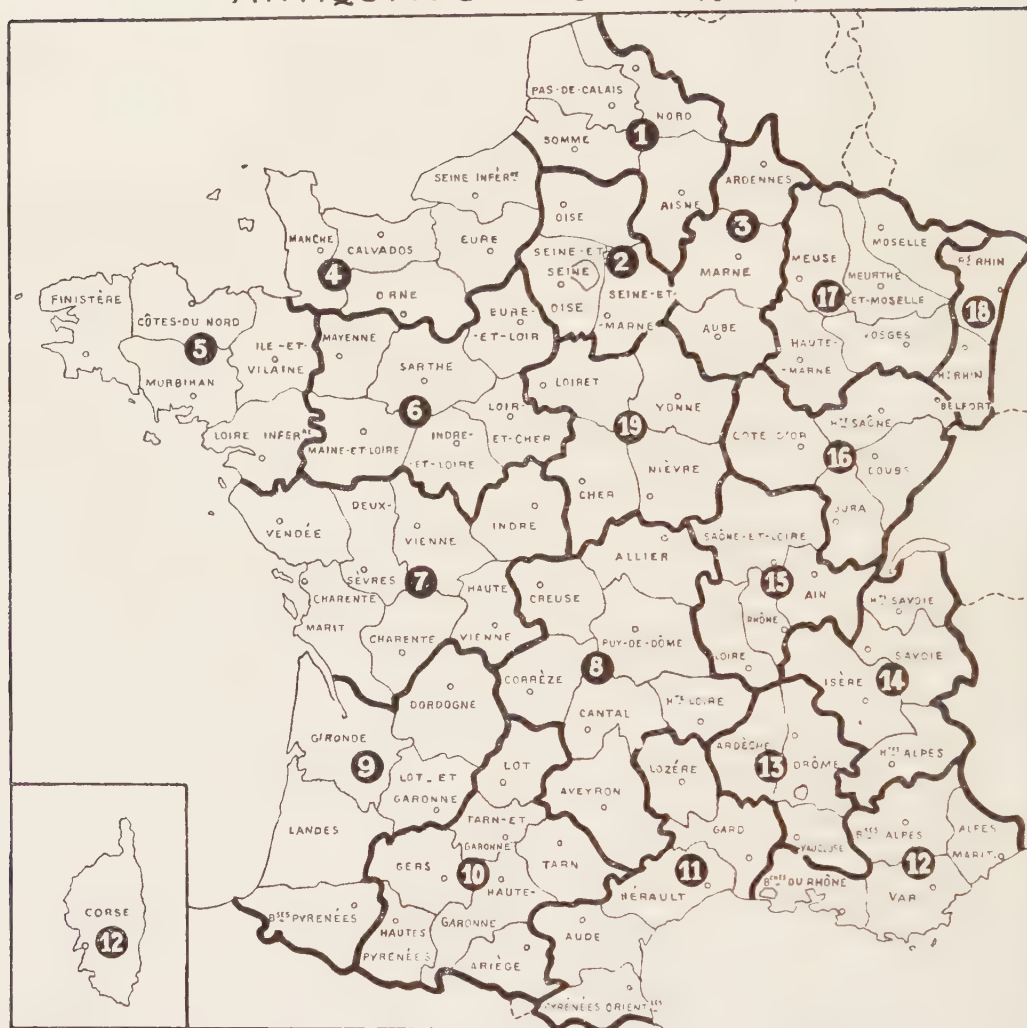 PAS-DE-CALAIS
NORD
1
SOMME
SEINE INFÉRRE
ARDENNES
AISNE
OISE
3
MANCHE
CALVADOS
EURE
SEINE-ET
SEINE
OISE
2
MARNE
MEUSE
MOSELLE
BS RHIN
4
ORNE
SEINE-ET-
-MARNE
17
MEURTHE
ET-MOSELLE
18
FINISTÈRE
CÔTES-DU NORD
5
ILE-ET-
VILAINE
MAYENNE
EURE-
-ET-LOIR
AUBE
HAUTE-
-MARNE
VOSGES
HT RHIN
MORBIHAN
SARTHE
6
LOIR-
-ET-CHER
LOIRET
YONNE
19
BELFORT
LOIRE INFÉRRE
MAINE-ET-LOIRE
INDRE-
-ET-LOIRE
COTE D'OR
HTE SAÔNE
16
DOUBS
VENDÉE
DEUX-
SÈVRES
VIENNE
INDRE
CHER
NIÈVRE
JURA
7
CHARENTE
MARIT
CHARENTE
HAUTE
VIENNE
CREUSE
ALLIER
SAÔNE-ET-LOIRE
15
AIN
RHÔNE
LOIRE
HTE SAVOIE
SAVOIE
PUY-DE-DÔME
8
CORRÈZE
CANTAL
HTE LOIRE
ISÈRE
14
DORDOGNE
GIRONDE
9
LOT-ET
GARONNE
LOT
AVEYRON
LOZÈRE
ARDÈCHE
13
DRÔME
HTES ALPES
LANDES
TARN-ET
GARONNE
GERS
10
HAUTE-
GARONNE
TARN
GARD
11
HÉRAULT
VAUCLUSE
BSES ALPES
ALPES
MARIT
12
BCHES DU RHÔNE
VAR
BSES PYRÉNÉES
HAUTES
PYRÉNÉES
ARIÈGE
AUDE
PYRÉNÉES ORIENTLES
CORSE
12